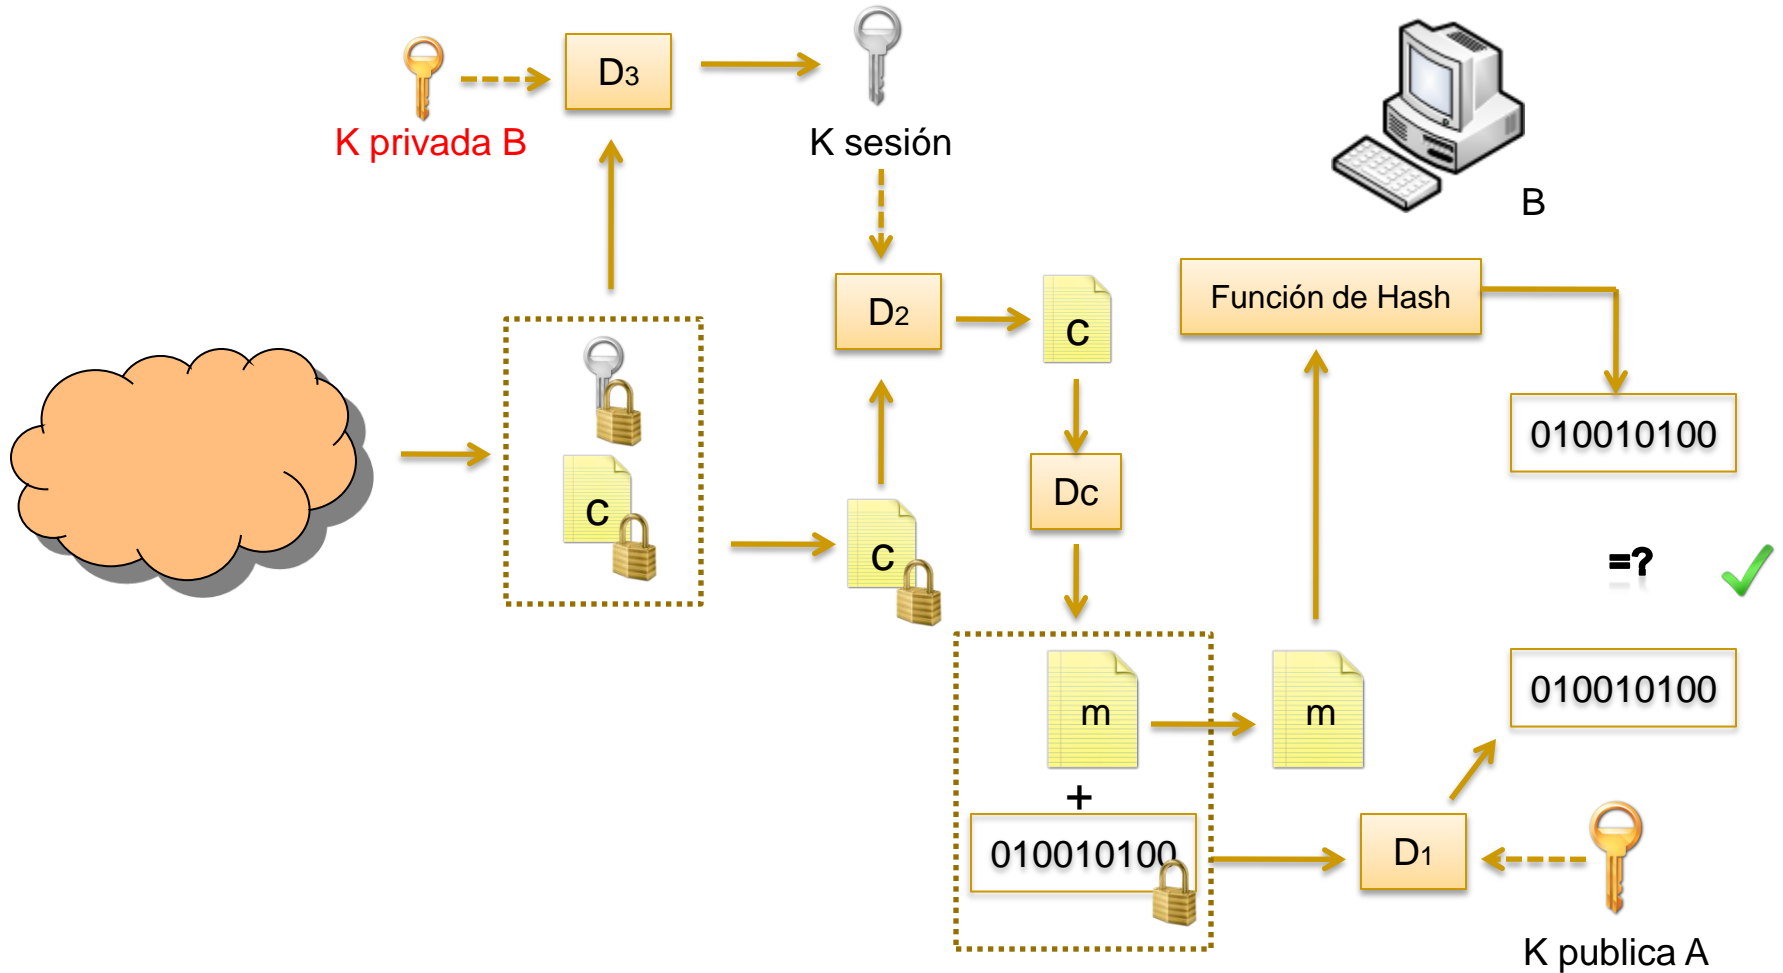 D3
K privada B
K sesión
B
D2
C
Función de Hash
010010100
C
C
Dc
=?
m
m
010010100
+
010010100
D1
K publica A